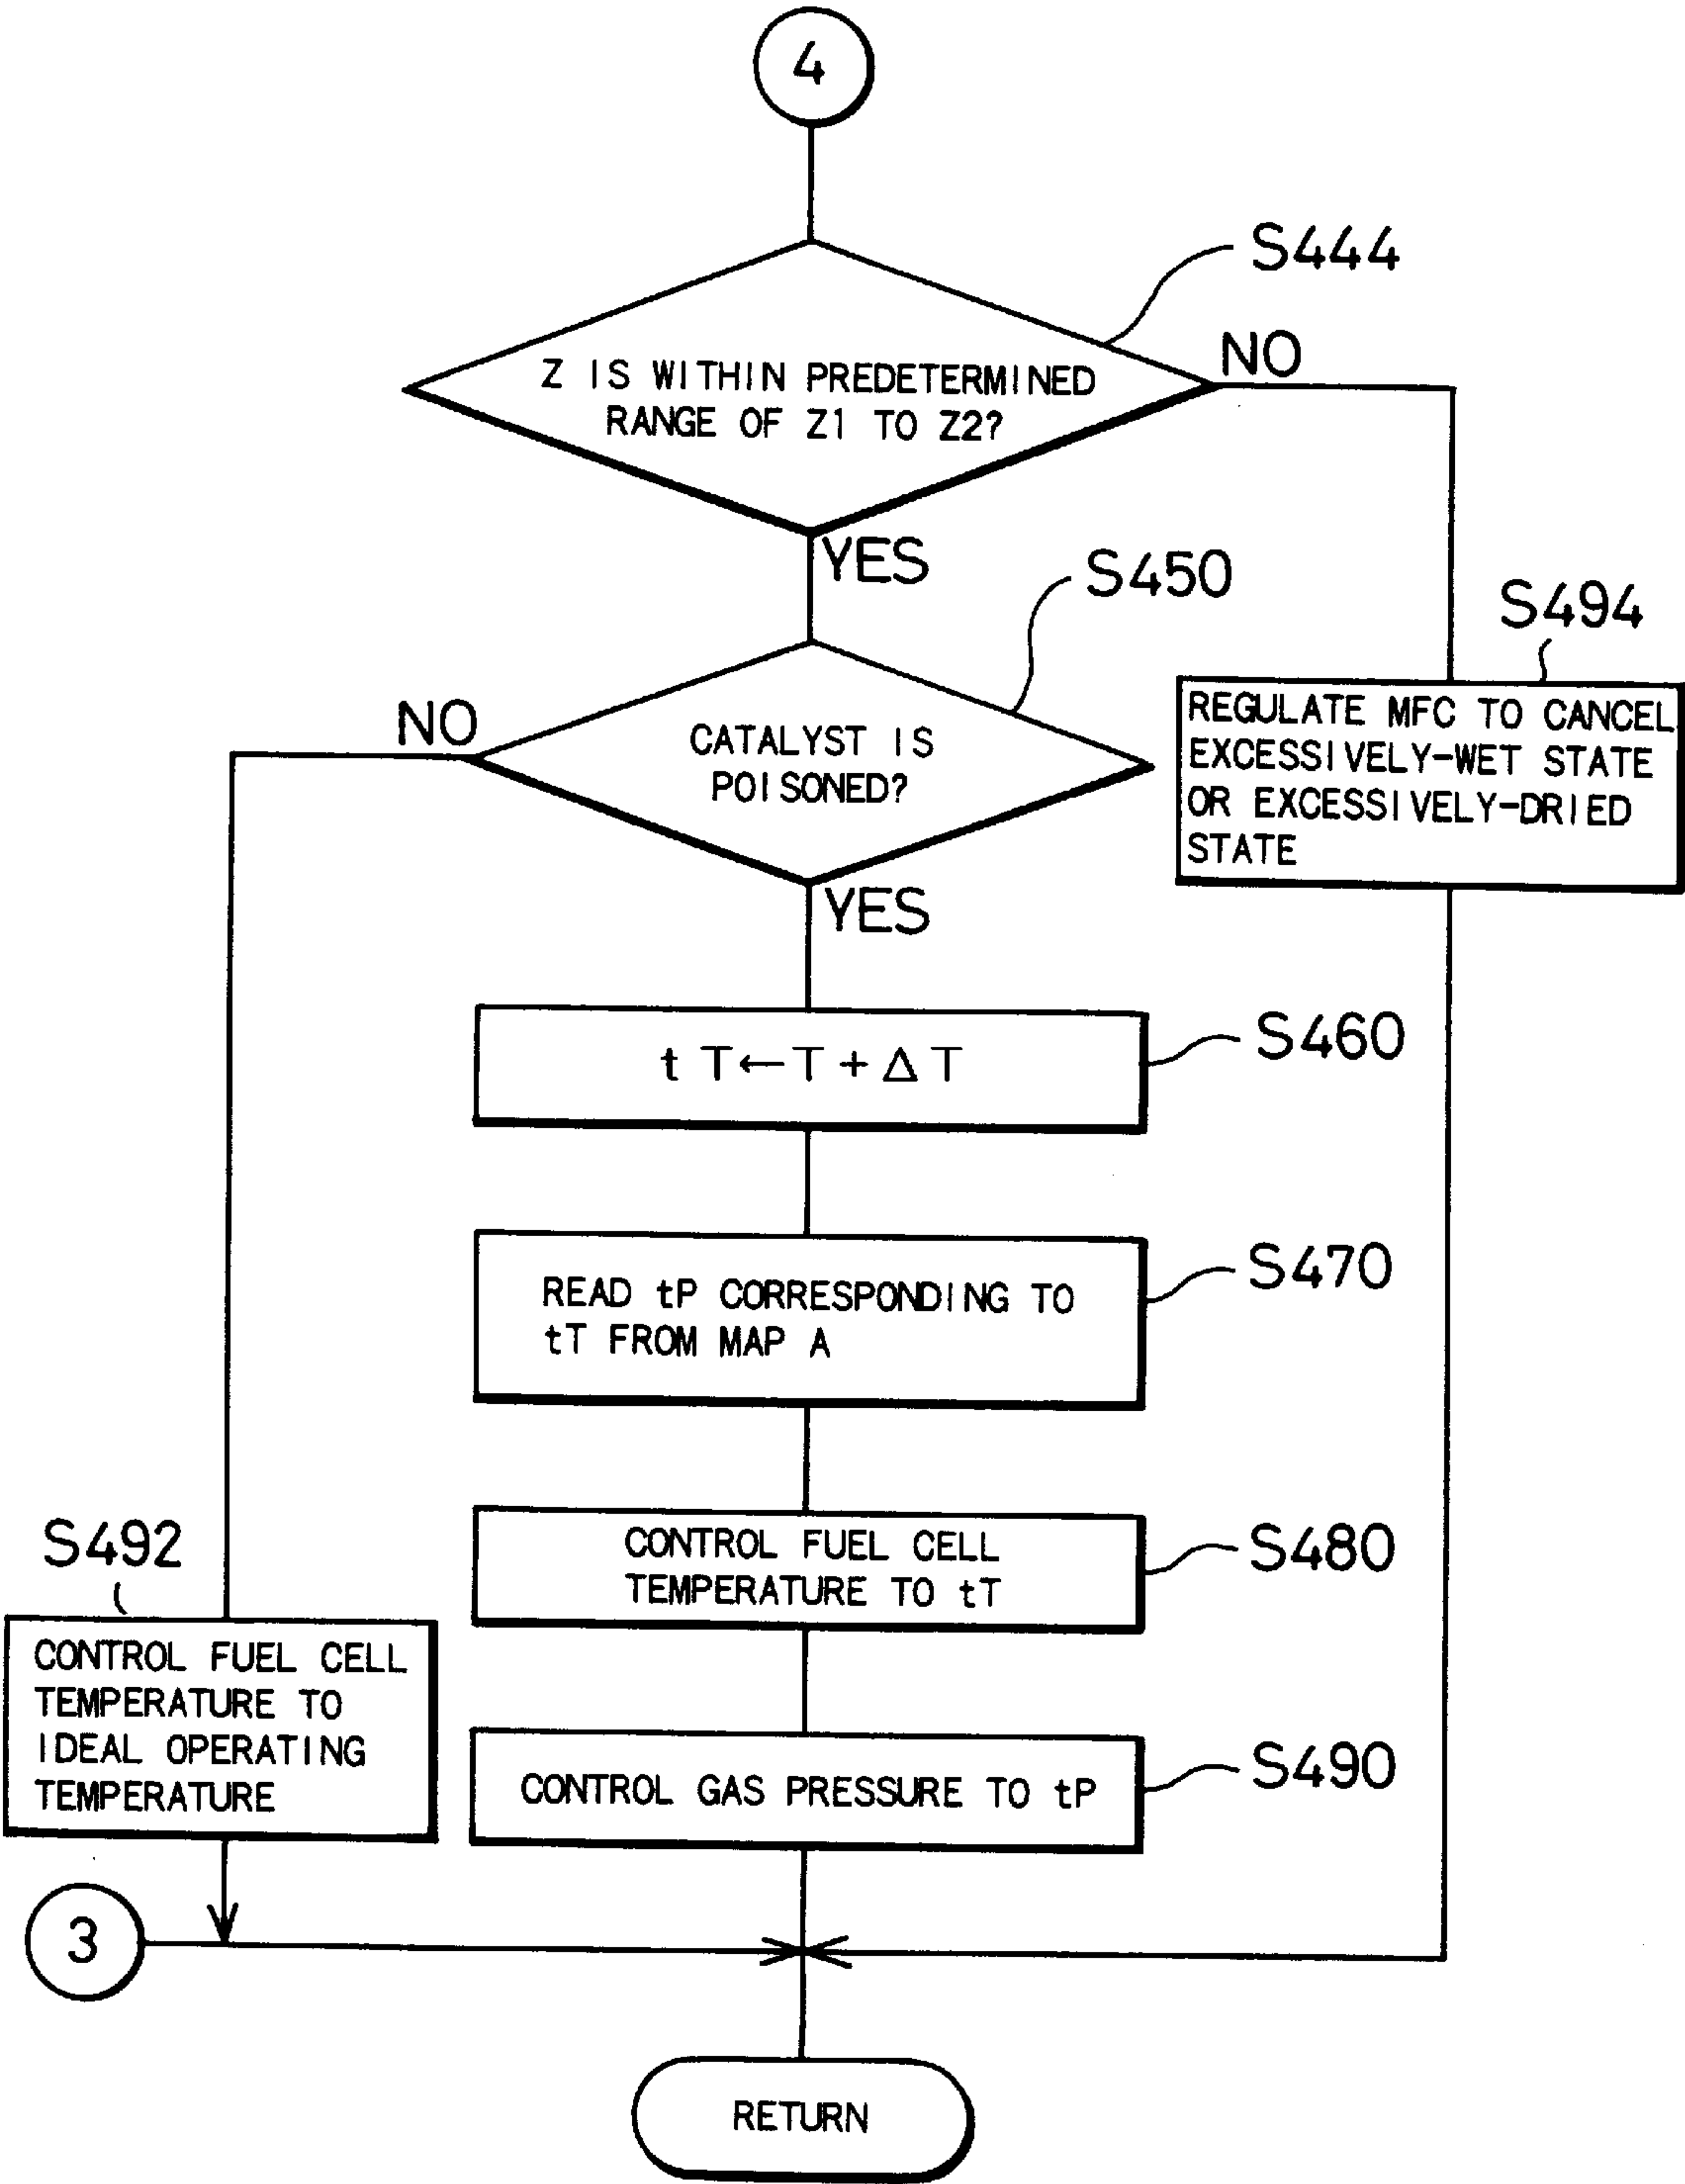 4
S444
Z IS WITHIN PREDETERMINED
RANGE OF Z1 TO Z2?
NO
YES
S450
S494
CATALYST IS
POISONED?
NO
YES
REGULATE MFC TO CANCEL
EXCESSIVELY-WET STATE
OR EXCESSIVELY-DRIED
STATE
S460
t T←T+ΔT
S470
READ tP CORRESPONDING TO
tT FROM MAP A
S480
CONTROL FUEL CELL
TEMPERATURE TO tT
S492
CONTROL FUEL CELL
TEMPERATURE TO
IDEAL OPERATING
TEMPERATURE
S490
CONTROL GAS PRESSURE TO tP
3
RETURN